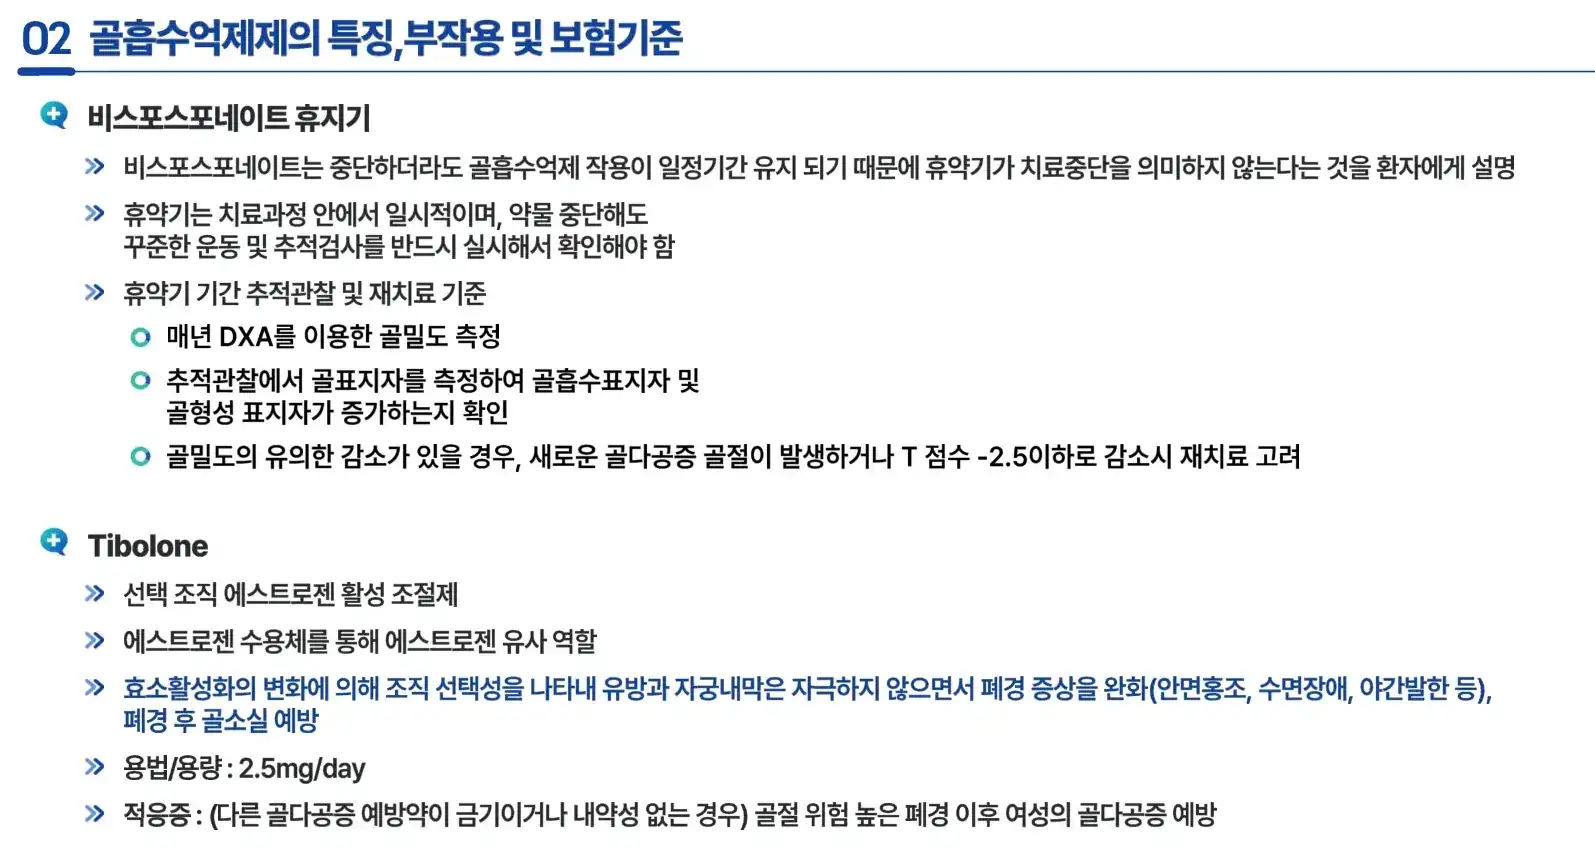 02 골흡수억제제의 특징,부작용 및 보험기준
비스포스포네이트 휴지기
비스포스포네이트는 중단하더라도 골흡수억제 작용이 일정기간 유지 되기 때문에 휴약기가 치료중단을 의미하지 않는다는 것을 환자에게 설명
휴약기는 치료과정 안에서 일시적이며, 약물 중단해도
꾸준한 운동 및 추적검사를 반드시 실시해서 확인해야 함
휴약기 기간 추적관찰 및 재치료 기준
매년 DXA를 이용한 골밀도 측정
추적관찰에서 골표지자를 측정하여 골흡수표지자 및
골형성 표지자가 증가하는지 확인
골밀도의 유의한 감소가 있을 경우, 새로운 골다공증 골절이 발생하거나 T 점수 -2.5이하로 감소시 재치료 고려
Tibolone
선택 조직 에스트로젠 활성 조절제
에스트로젠 수용체를 통해 에스트로젠 유사 역할
효소활성화의 변화에 의해 조직 선택성을 나타내 유방과 자궁내막은 자극하지 않으면서 폐경 증상을 완화(안면홍조, 수면장애, 야간발한 등),
폐경 후 골소실 예방
용법/용량 : 2.5mg/day
적응증 : (다른 골다공증 예방약이 금기이거나 내약성 없는 경우) 골절 위험 높은 폐경 이후 여성의 골다공증 예방